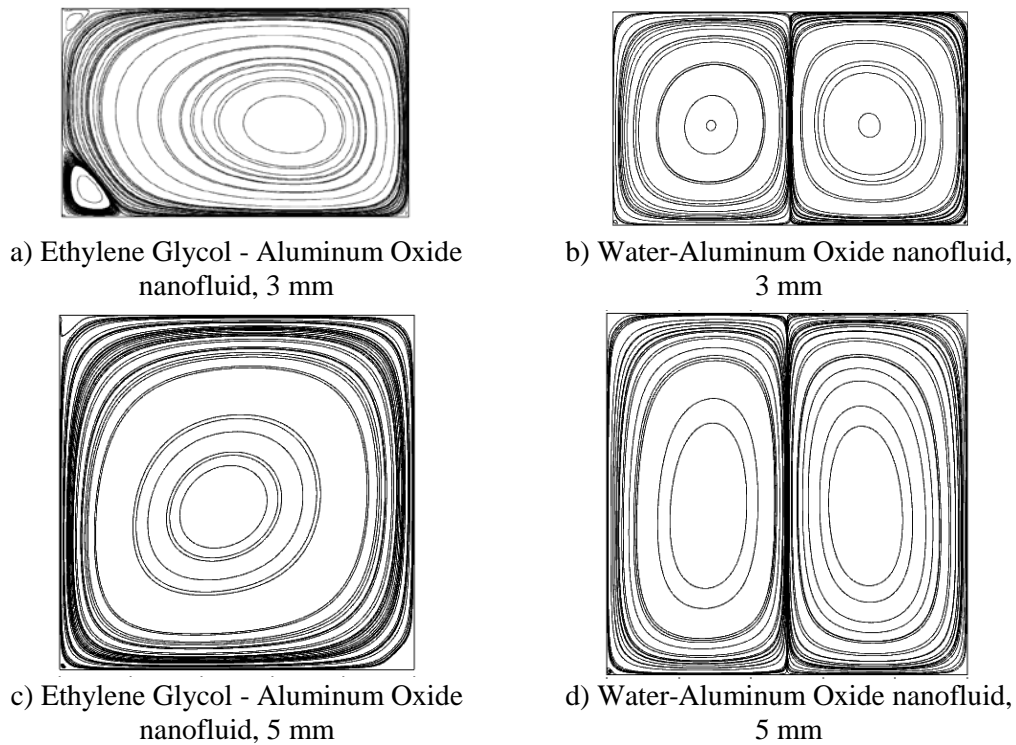 a) Ethylene Glycol - Aluminum Oxide
nanofluid, 3 mm
b) Water-Aluminum Oxide nanofluid,
3 mm
c) Ethylene Glycol - Aluminum Oxide
nanofluid, 5 mm
d) Water-Aluminum Oxide nanofluid,
5 mm